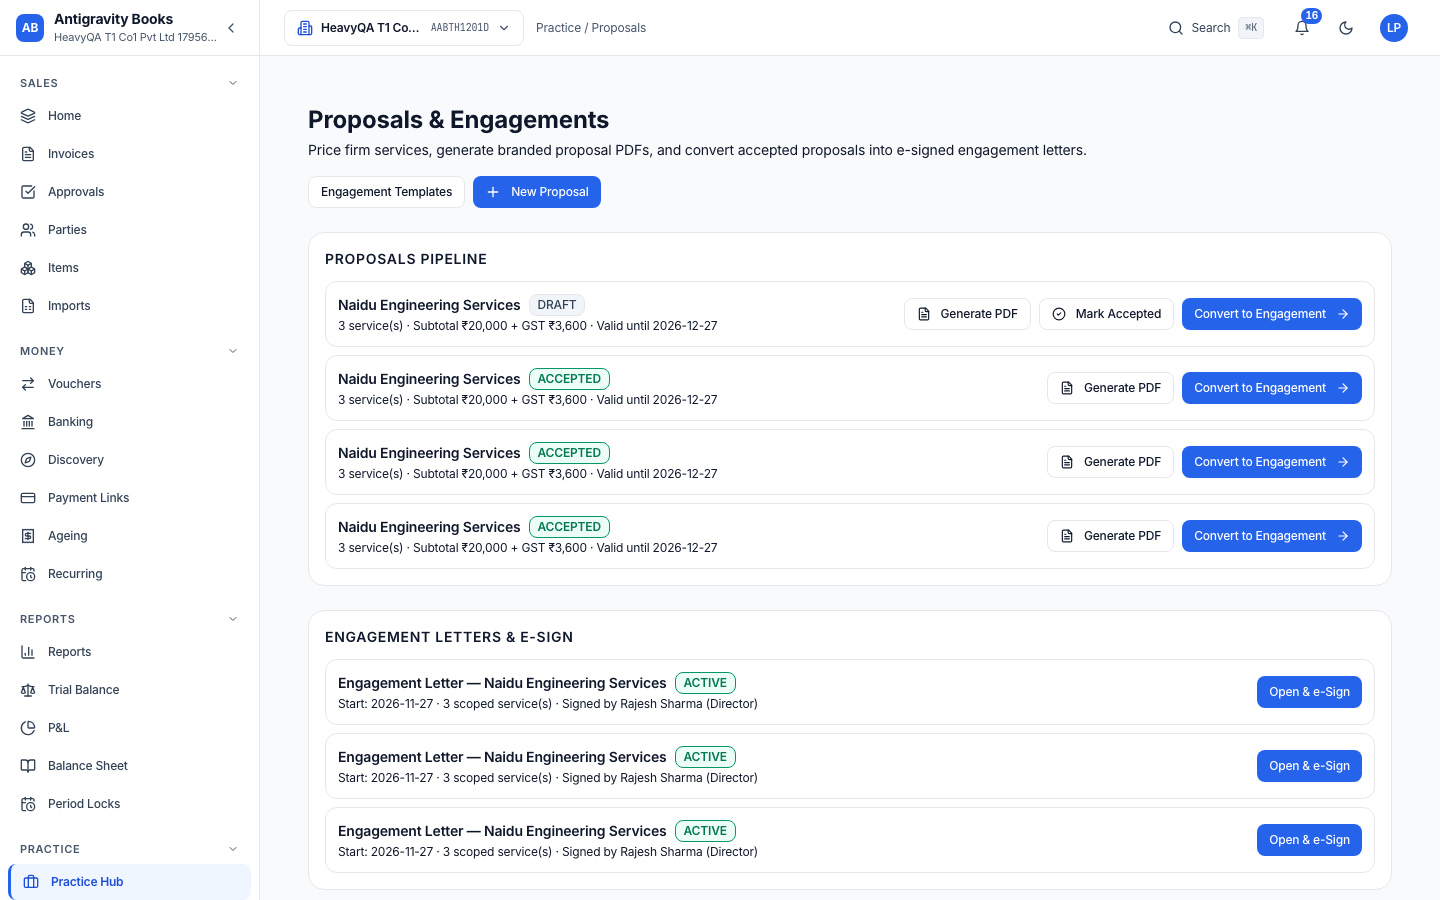 AB
Antigravity Books
HeavyQA T1 Co1 Pvt Ltd 17956...
HeavyQA T1 Co... AABTH1201D
Practice / Proposals
Search ⌘K
16
LP
SALES
Home
Invoices
Approvals
Parties
Items
Imports
MONEY
Vouchers
Banking
Discovery
Payment Links
Ageing
Recurring
REPORTS
Reports
Trial Balance
P&L
Balance Sheet
Period Locks
PRACTICE
Practice Hub
Proposals & Engagements
Price firm services, generate branded proposal PDFs, and convert accepted proposals into e-signed engagement letters.
Engagement Templates
New Proposal
PROPOSALS PIPELINE
Naidu Engineering Services DRAFT
3 service(s) · Subtotal ₹20,000 + GST ₹3,600 · Valid until 2026-12-27
Generate PDF
Mark Accepted
Convert to Engagement
Naidu Engineering Services ACCEPTED
3 service(s) · Subtotal ₹20,000 + GST ₹3,600 · Valid until 2026-12-27
Generate PDF
Convert to Engagement
Naidu Engineering Services ACCEPTED
3 service(s) · Subtotal ₹20,000 + GST ₹3,600 · Valid until 2026-12-27
Generate PDF
Convert to Engagement
Naidu Engineering Services ACCEPTED
3 service(s) · Subtotal ₹20,000 + GST ₹3,600 · Valid until 2026-12-27
Generate PDF
Convert to Engagement
ENGAGEMENT LETTERS & E-SIGN
Engagement Letter — Naidu Engineering Services ACTIVE
Start: 2026-11-27 · 3 scoped service(s) · Signed by Rajesh Sharma (Director)
Open & e-Sign
Engagement Letter — Naidu Engineering Services ACTIVE
Start: 2026-11-27 · 3 scoped service(s) · Signed by Rajesh Sharma (Director)
Open & e-Sign
Engagement Letter — Naidu Engineering Services ACTIVE
Start: 2026-11-27 · 3 scoped service(s) · Signed by Rajesh Sharma (Director)
Open & e-Sign